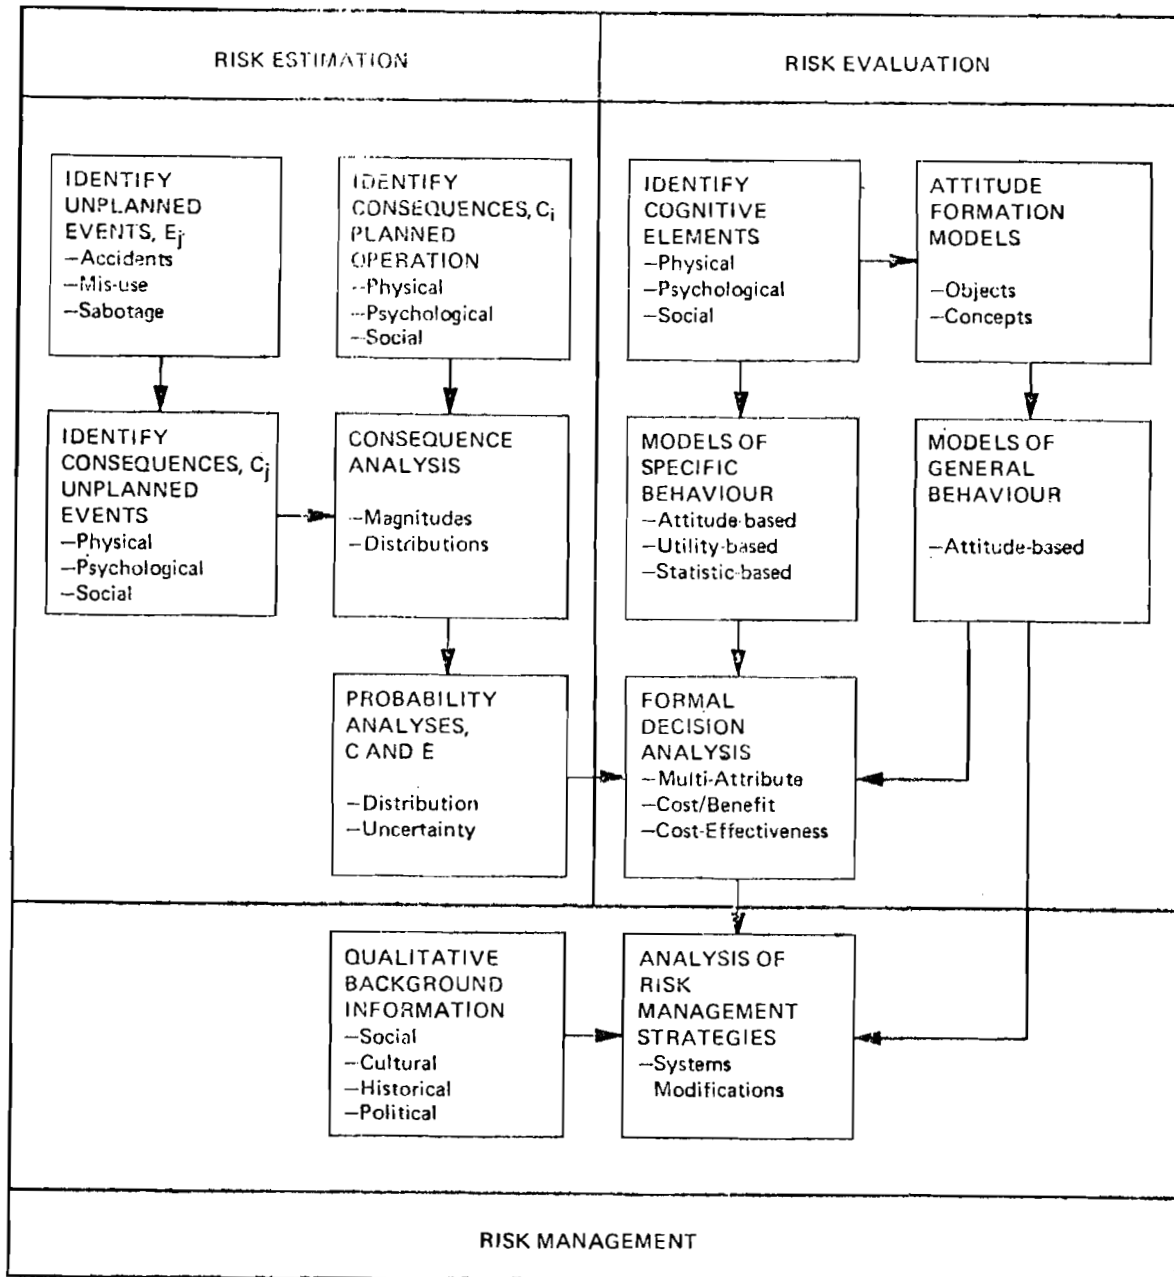 RISK ESTIMATION
RISK EVALUATION
IDENTIFY
UNPLANNED
EVENTS, Ej
—Accidents
—Mis-use
—Sabotage
IDENTIFY
CONSEQUENCES, Ci
PLANNED
OPERATION
—Physical
—Psychological
—Social
IDENTIFY
COGNITIVE
ELEMENTS
—Physical
—Psychological
—Social
ATTITUDE
FORMATION
MODELS
—Objects
—Concepts
IDENTIFY
CONSEQUENCES, Cj
UNPLANNED
EVENTS
—Physical
—Psychological
—Social
CONSEQUENCE
ANALYSIS
—Magnitudes
—Distributions
MODELS OF
SPECIFIC
BEHAVIOUR
—Attitude-based
—Utility-based
—Statistic-based
MODELS OF
GENERAL
BEHAVIOUR
—Attitude-based
PROBABILITY
ANALYSES,
C AND E
—Distribution
—Uncertainty
FORMAL
DECISION
ANALYSIS
—Multi-Attribute
—Cost/Benefit
—Cost-Effectiveness
QUALITATIVE
BACKGROUND
INFORMATION
—Social
—Cultural
—Historical
—Political
ANALYSIS OF
RISK
MANAGEMENT
STRATEGIES
—Systems
Modifications
RISK MANAGEMENT